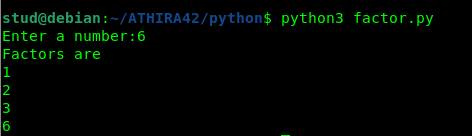 stud@debian:~/ATHIRA42/python$ python3 factor.py
Enter a number:6
Factors are
1
2
3
6